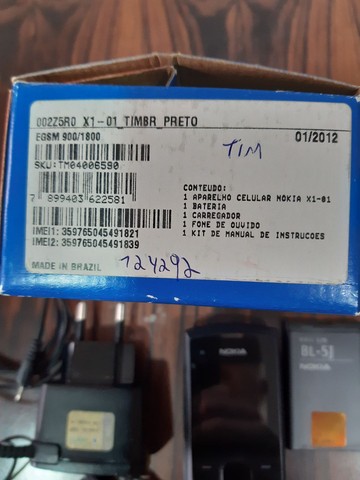 002Z5R0 X1-01_TIMBR_PRETO
EGSM 900/1800
01/2012
TIM
SKU:TM04006590
7 899403 622581
IMEI1: 359765045491821
IMEI2: 359765045491839
CONTEUDO:
1 APARELHO CELULAR NOKIA X1-01
1 BATERIA
1 CARREGADOR
1 FONE DE OUVIDO
1 KIT DE MANUAL DE INSTRUCOES
MADE IN BRAZIL
124292
NOKIA
BL-5J
NOKIA